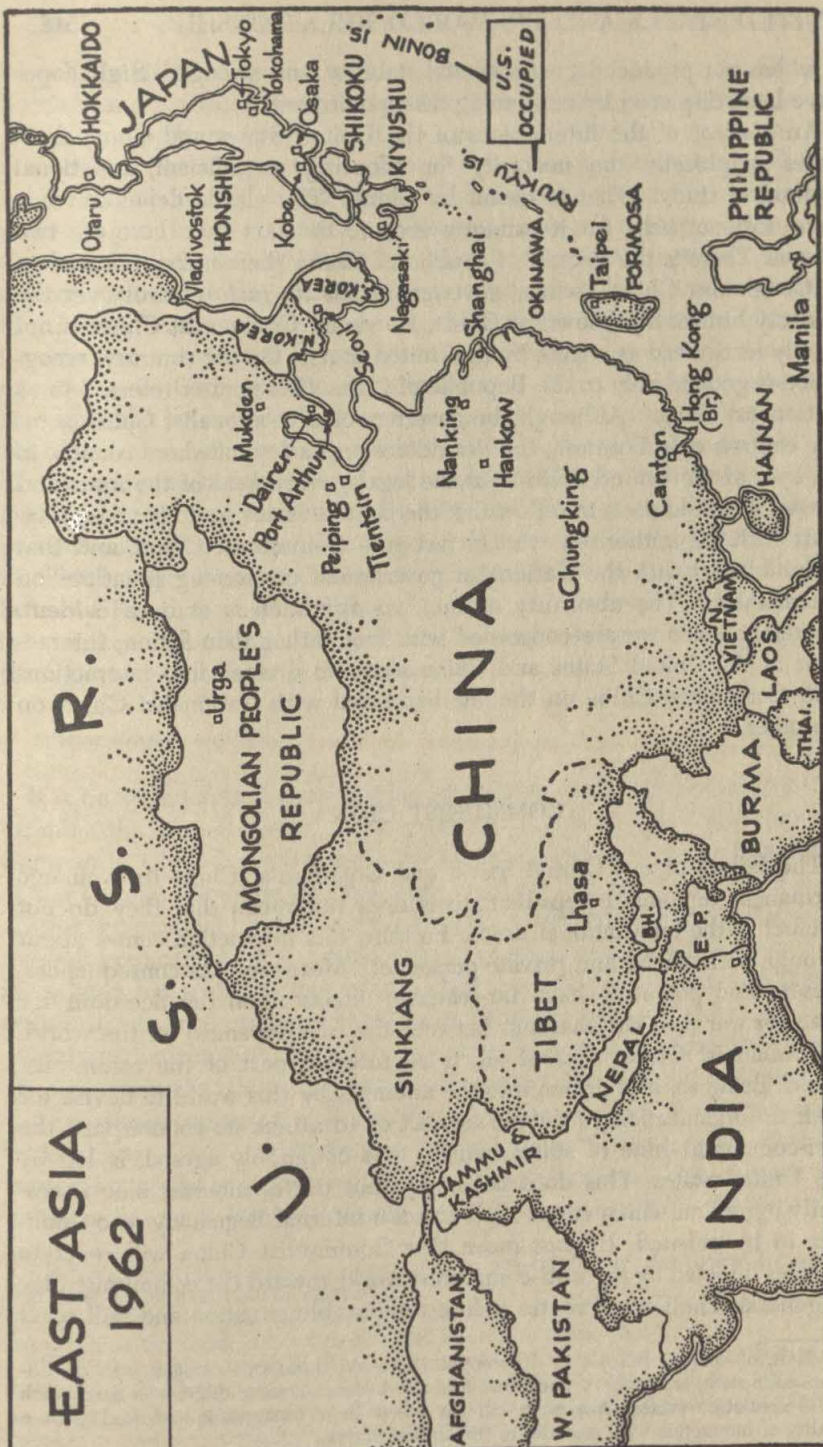 EAST ASIA
1962
U. S. S. R.
HOKKAIDO
Otaru
JAPAN
Tokyo
Yokohama
Osaka
Vladivostok
HONSHU
Kobe
SHIKOKU
KIYUSHU
BONIN IS.
U.S.
OCCUPIED
N. KOREA
S. KOREA
Seoul
Nagasaki
RYUKYU IS.
OKINAWA
MONGOLIAN PEOPLE'S
REPUBLIC
Urga
Mukden
Dairen
Port Arthur
Peiping
Tientsin
Shanghai
Nanking
Hankow
Taipei
FORMOSA
CHINA
SINKIANG
Chungking
Canton
Hong Kong
(Br.)
PHILIPPINE
REPUBLIC
Manila
HAINAN
TIBET
Lhasa
N.
VIETNAM
LAOS
THAI.
BURMA
BH.
E. P.
NEPAL
JAMMU &
KASHMIR
AFGHANISTAN
W. PAKISTAN
INDIA